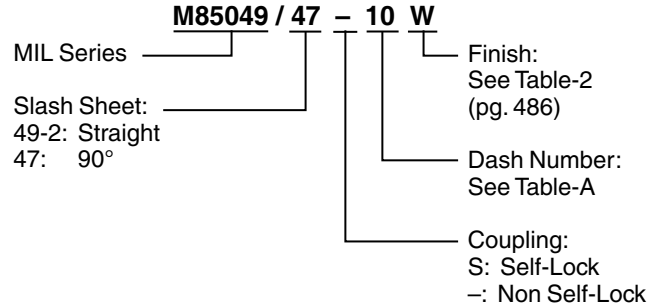 M85049 / 47 – 10 W
MIL Series
Slash Sheet:
49-2: Straight
47: 90°
Finish:
See Table-2
(pg. 486)
Dash Number:
See Table-A
Coupling:
S: Self-Lock
–: Non Self-Lock